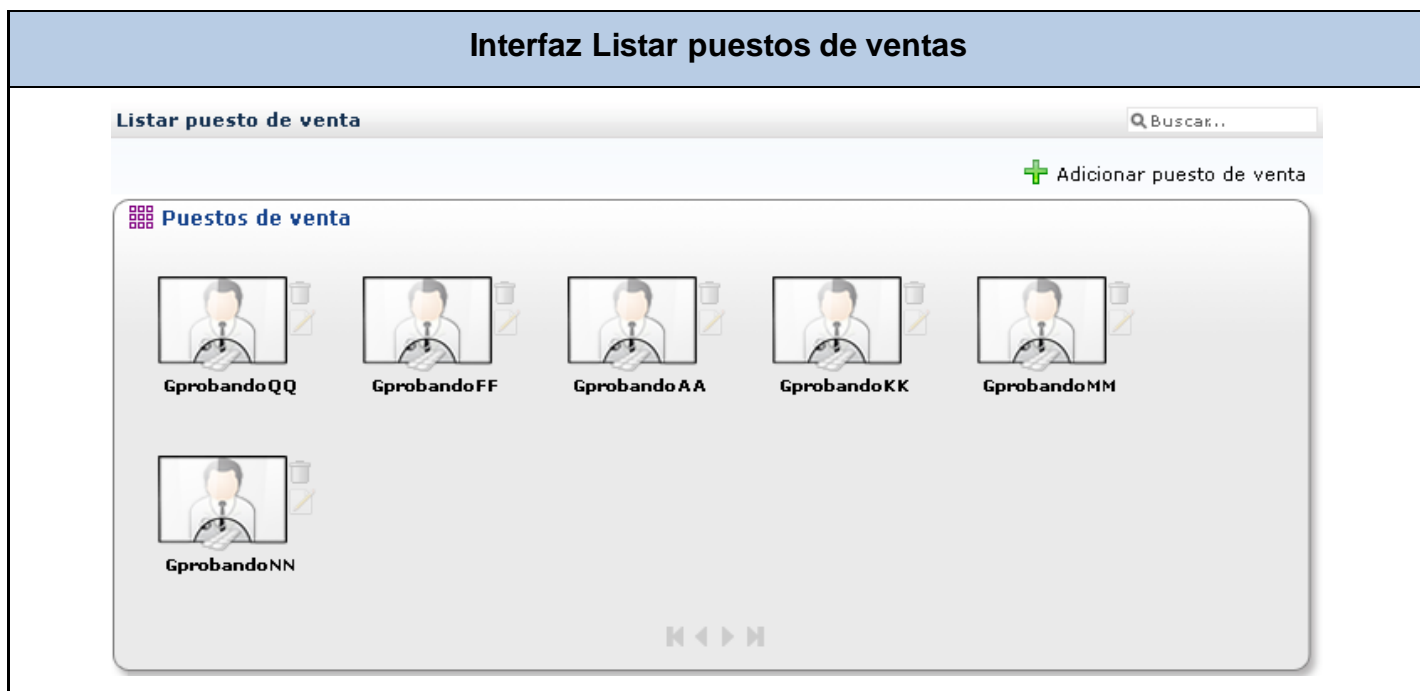 Interfaz Listar puestos de ventas
Listar puesto de venta
Buscar..
Adicionar puesto de venta
Puestos de venta
GprobandoQQ GprobandoFF GprobandoAA GprobandoKK GprobandoMM
GprobandoNN